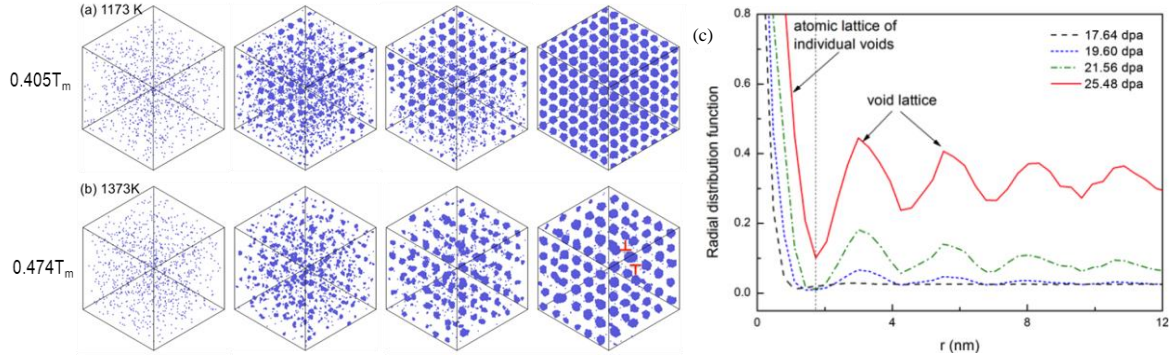 (a) 1173 K
0.405Tm
(b) 1373K
0.474Tm
(c)
Radial distribution function
0.8
0.6
0.4
0.2
0.0
atomic lattice of
individual voids
void lattice
17.64 dpa
19.60 dpa
21.56 dpa
25.48 dpa
0 4 8 12
r (nm)